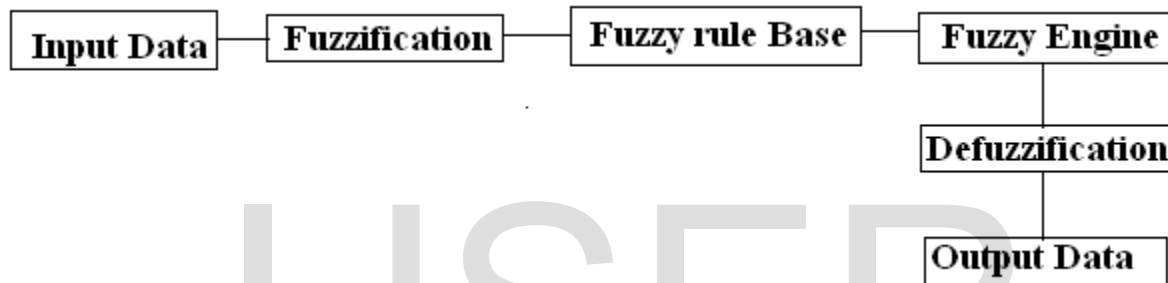 Input Data
Fuzzification
Fuzzy rule Base
Fuzzy Engine
Defuzzification
Output Data